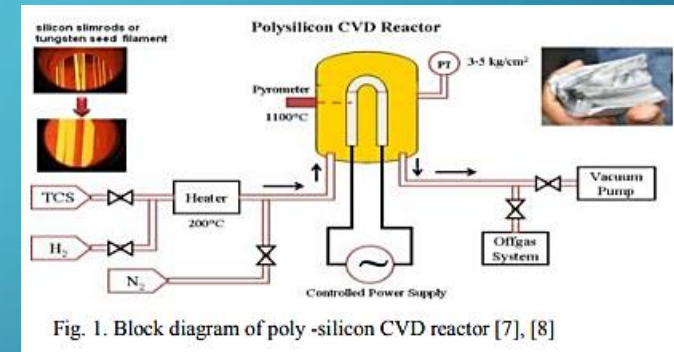 silicon slimrods or
tungsten seed filament
Polysilicon CVD Reactor
PT
3-5 kg/cm²
Pyrometer
1100°C
TCS
Heater
200°C
H₂
N₂
Vacuum
Pump
Offgas
System
Controlled Power Supply
Fig. 1. Block diagram of poly -silicon CVD reactor [7], [8]